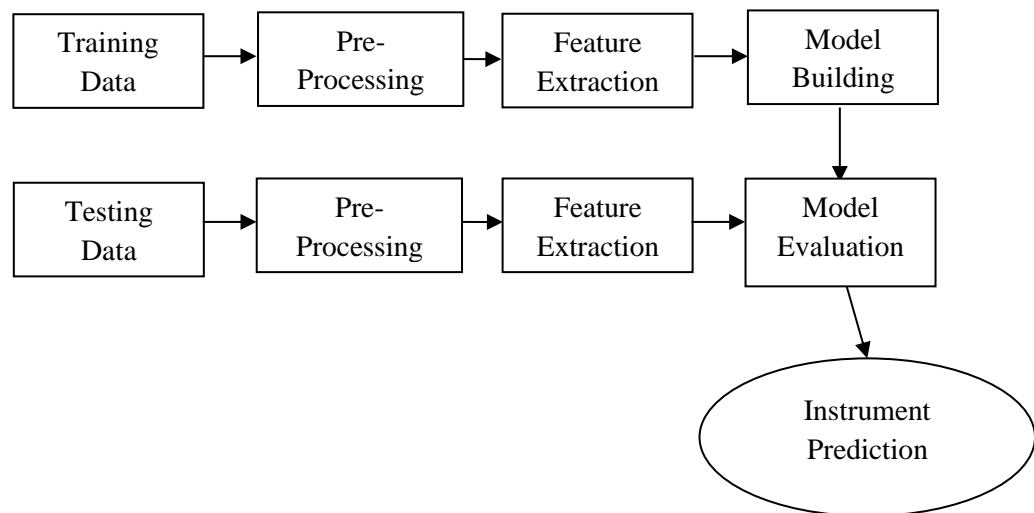 Training
Data
Pre-
Processing
Feature
Extraction
Model
Building
Testing
Data
Pre-
Processing
Feature
Extraction
Model
Evaluation
Instrument
Prediction